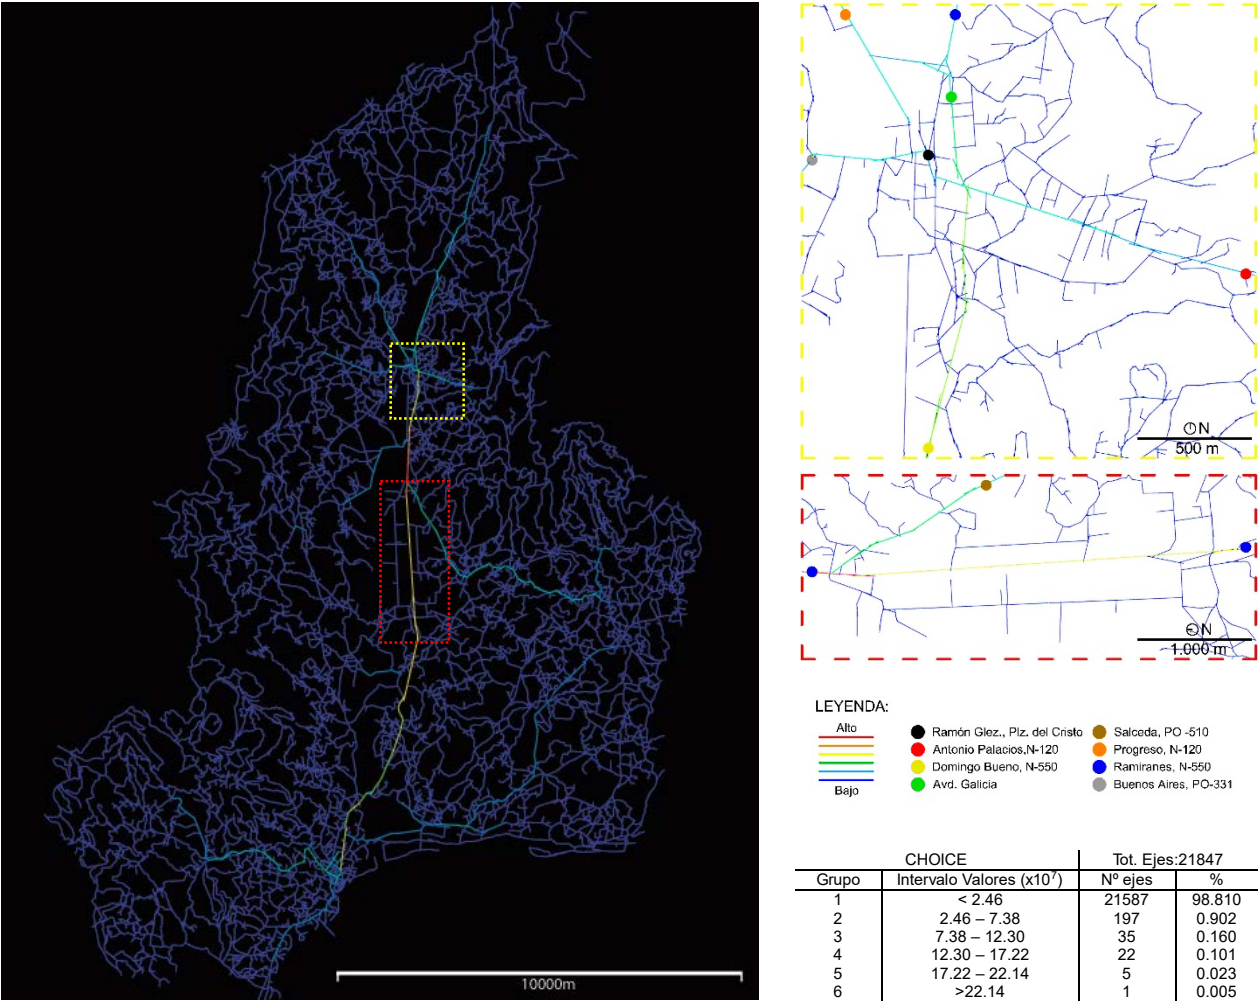 10000m
N
500 m
N
1.000 m
LEYENDA:
Alto
Bajo
Ramón Glez., Plz. del Cristo
Antonio Palacios,N-120
Domingo Bueno, N-550
Avd. Galicia
Salceda, PO -510
Progreso, N-120
Ramiranes, N-550
Buenos Aires, PO-331
CHOICE Tot. Ejes:21847
Grupo Intervalo Valores (x10⁷) Nº ejes %
1 < 2.46 21587 98.810
2 2.46 – 7.38 197 0.902
3 7.38 – 12.30 35 0.160
4 12.30 – 17.22 22 0.101
5 17.22 – 22.14 5 0.023
6 >22.14 1 0.005